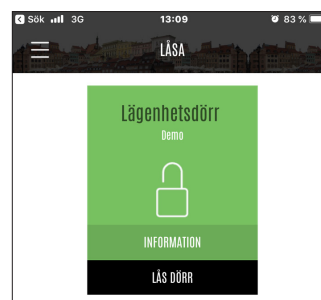 Sök 3G 13:09 83 %
LÅSA
Lägenhetsdörr
Demo
INFORMATION
LÅS DÖRR